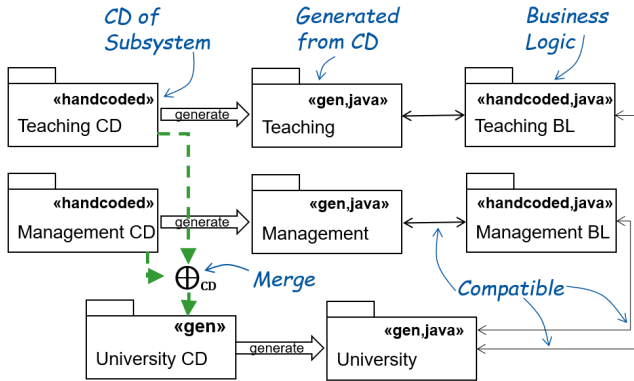 CD of
Subsystem
Generated
from CD
Business
Logic
«handcoded»
Teaching CD
generate
«gen,java»
Teaching
«handcoded,java»
Teaching BL
«handcoded»
Management CD
generate
«gen,java»
Management
«handcoded,java»
Management BL
CD
Merge
Compatible
«gen»
University CD
generate
«gen,java»
University